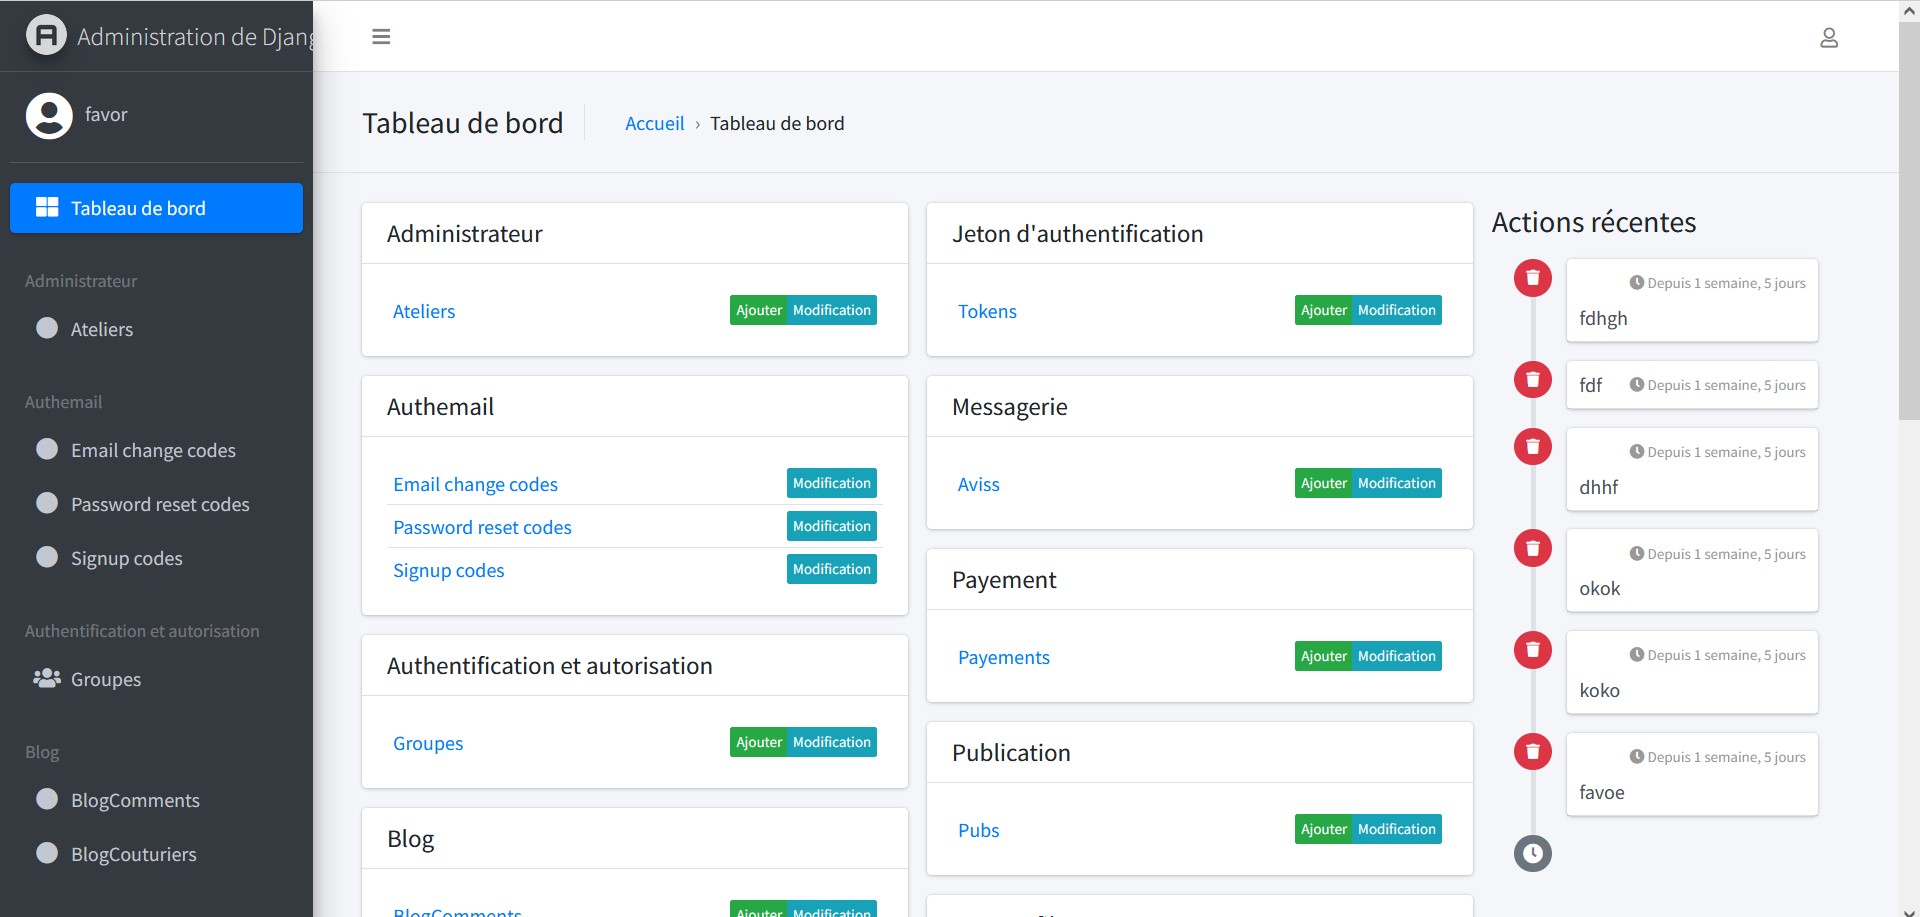 Administration de Djang
favor
Tableau de bord
Administrateur
Ateliers
Authemail
Email change codes
Password reset codes
Signup codes
Authentification et autorisation
Groupes
Blog
BlogComments
BlogCouturiers
Tableau de bord
Accueil › Tableau de bord
Administrateur
Ateliers Ajouter Modification
Authemail
Email change codes Modification
Password reset codes Modification
Signup codes Modification
Authentification et autorisation
Groupes Ajouter Modification
Blog
BlogComments Ajouter Modification
Jeton d'authentification
Tokens Ajouter Modification
Messagerie
Aviss Ajouter Modification
Payement
Payements Ajouter Modification
Publication
Pubs Ajouter Modification
Actions récentes
Depuis 1 semaine, 5 jours
fdhgh
fdf Depuis 1 semaine, 5 jours
Depuis 1 semaine, 5 jours
dhhf
Depuis 1 semaine, 5 jours
okok
Depuis 1 semaine, 5 jours
koko
Depuis 1 semaine, 5 jours
favoe